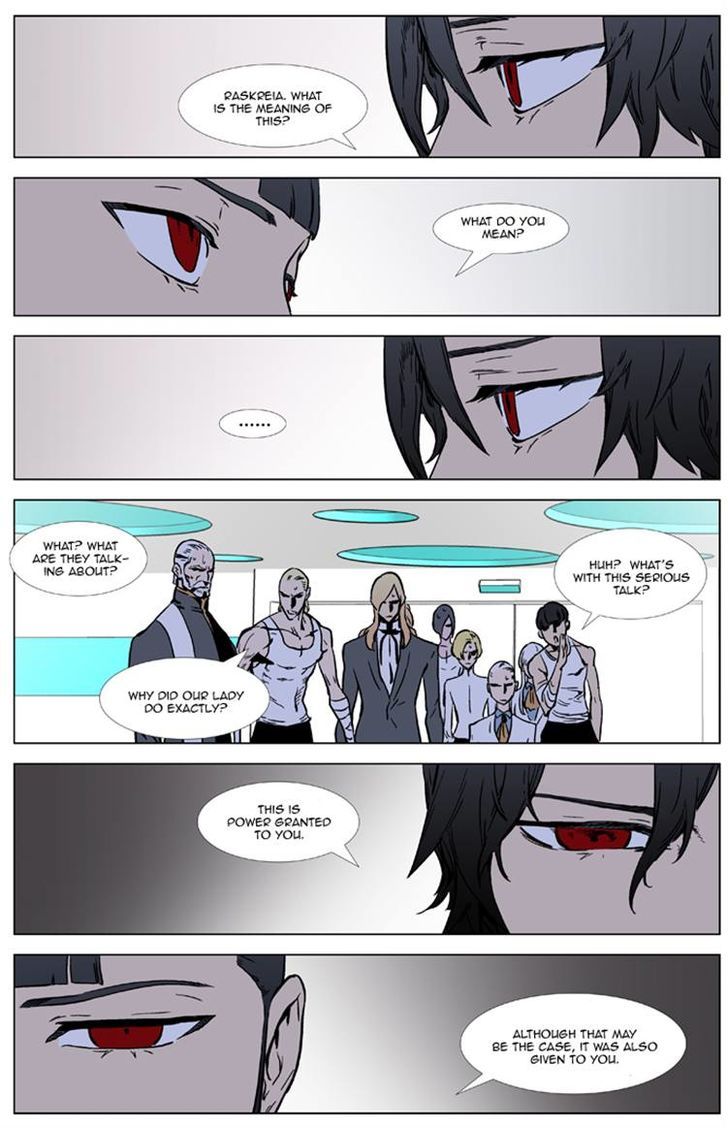 RASKREIA. WHAT
IS THE MEANING OF
THIS?
WHAT DO YOU
MEAN?
......
WHAT? WHAT
ARE THEY TALK-
ING ABOUT?
HUH? WHAT'S
WITH THIS SERIOUS
TALK?
WHY DID OUR LADY
DO EXACTLY?
THIS IS
POWER GRANTED
TO YOU.
ALTHOUGH THAT MAY
BE THE CASE, IT WAS ALSO
GIVEN TO YOU.